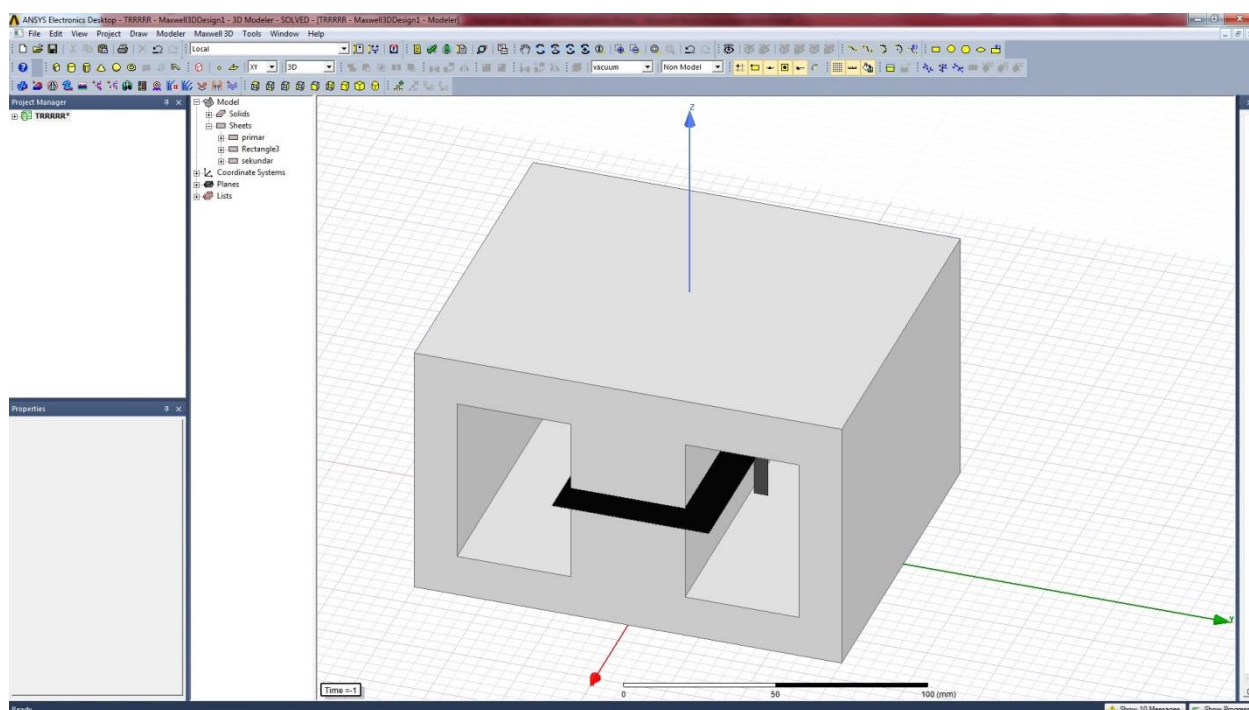 ANSYS Electronics Desktop - TRRRRR - Maxwell3DDesign1 - 3D Modeler - SOLVED - [TRRRRR - Maxwell3DDesign1 - Modeler]
File Edit View Project Draw Modeler Maxwell 3D Tools Window Help
Local
XY 3D vacuum Non Model
Project Manager
TRRRRR*
Model
Solids
Sheets
primar
Rectangle3
sekundar
Coordinate Systems
Planes
Lists
Properties
Z
Y
Time =-1
0 50 100 (mm)
Ready
Show 10 Messages Show Progress